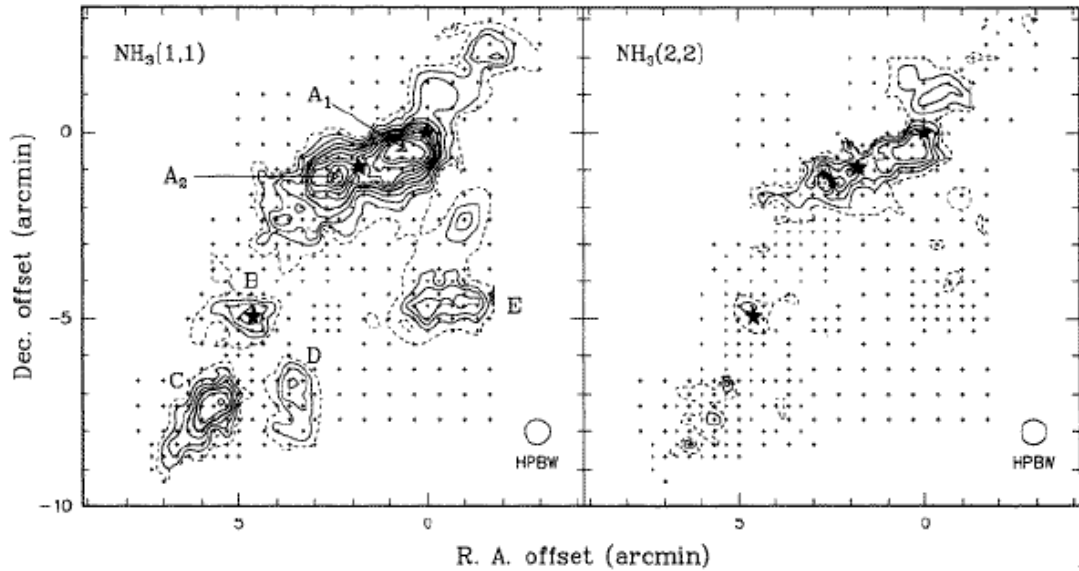 NH₃(1,1)
NH₃(2,2)
A₁
A₂
B
C
D
E
HPBW
HPBW
0
-5
-10
5
0
5
0
Dec. offset (arcmin)
R. A. offset (arcmin)